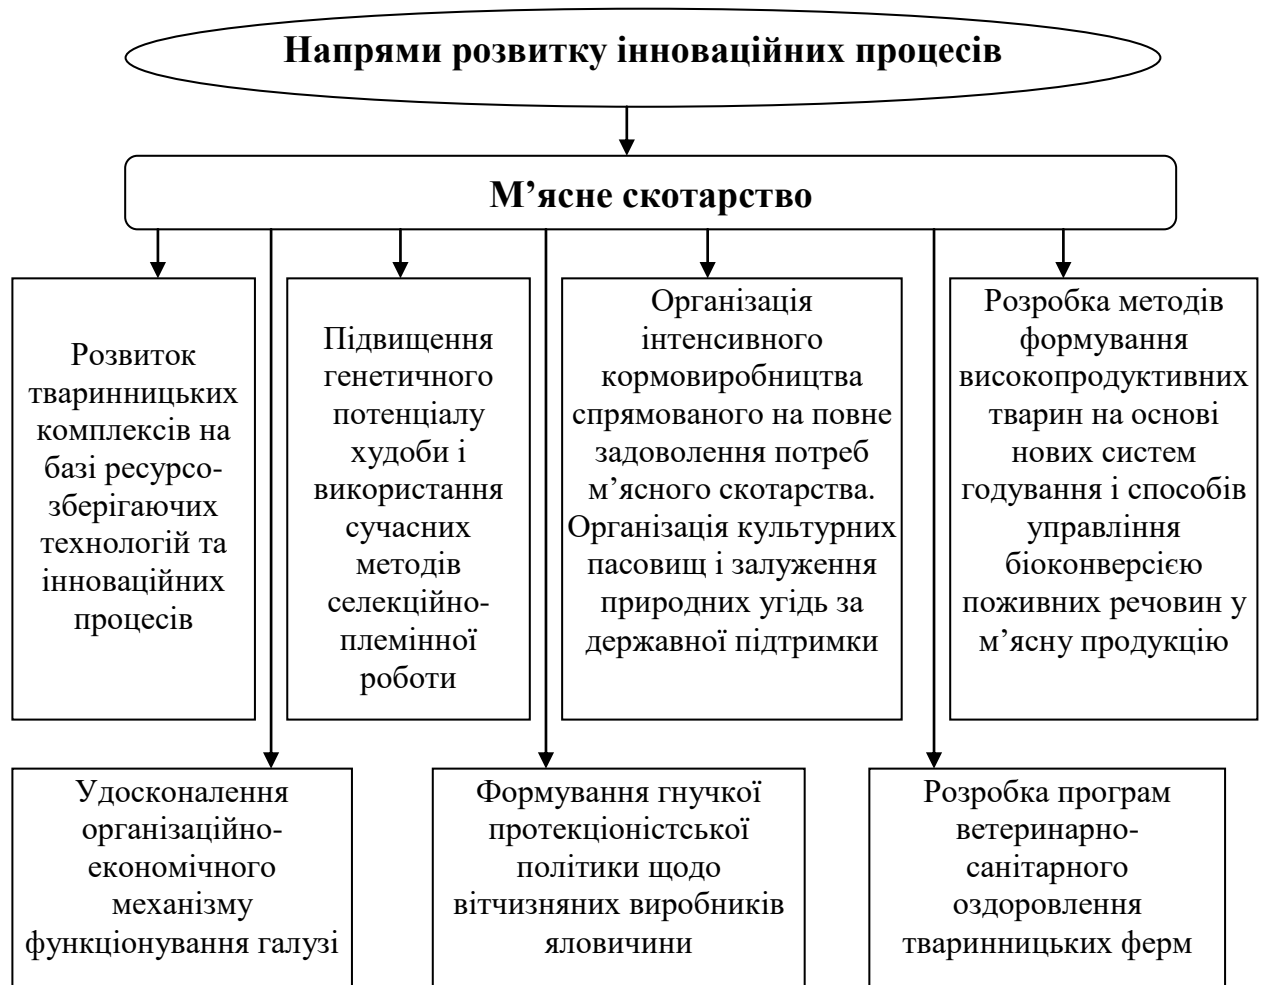 Напрями розвитку інноваційних процесів
М’ясне скотарство
Розвиток
тваринницьких
комплексів на
базі ресурсо-
зберігаючих
технологій та
інноваційних
процесів
Підвищення
генетичного
потенціалу
худоби і
використання
сучасних
методів
селекційно-
племінної
роботи
Організація
інтенсивного
кормовиробництва
спрямованого на повне
задоволення потреб
м’ясного скотарства.
Організація культурних
пасовищ і залуження
природних угідь за
державної підтримки
Розробка методів
формування
високопродуктивних
тварин на основі
нових систем
годування і способів
управління
біоконверсією
поживних речовин у
м’ясну продукцію
Удосконалення
організаційно-
економічного
механізму
функціонування галузі
Формування гнучкої
протекціоністської
політики щодо
вітчизняних виробників
яловичини
Розробка програм
ветеринарно-
санітарного
оздоровлення
тваринницьких ферм